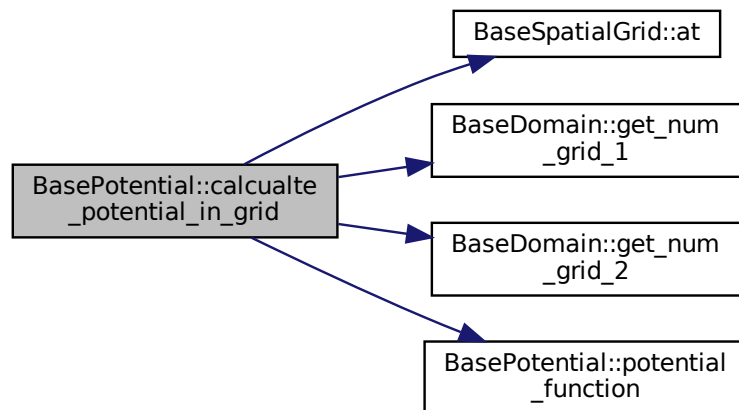 BaseSpatialGrid::at
BaseDomain::get_num
_grid_1
BasePotential::calcualte
_potential_in_grid
BaseDomain::get_num
_grid_2
BasePotential::potential
_function